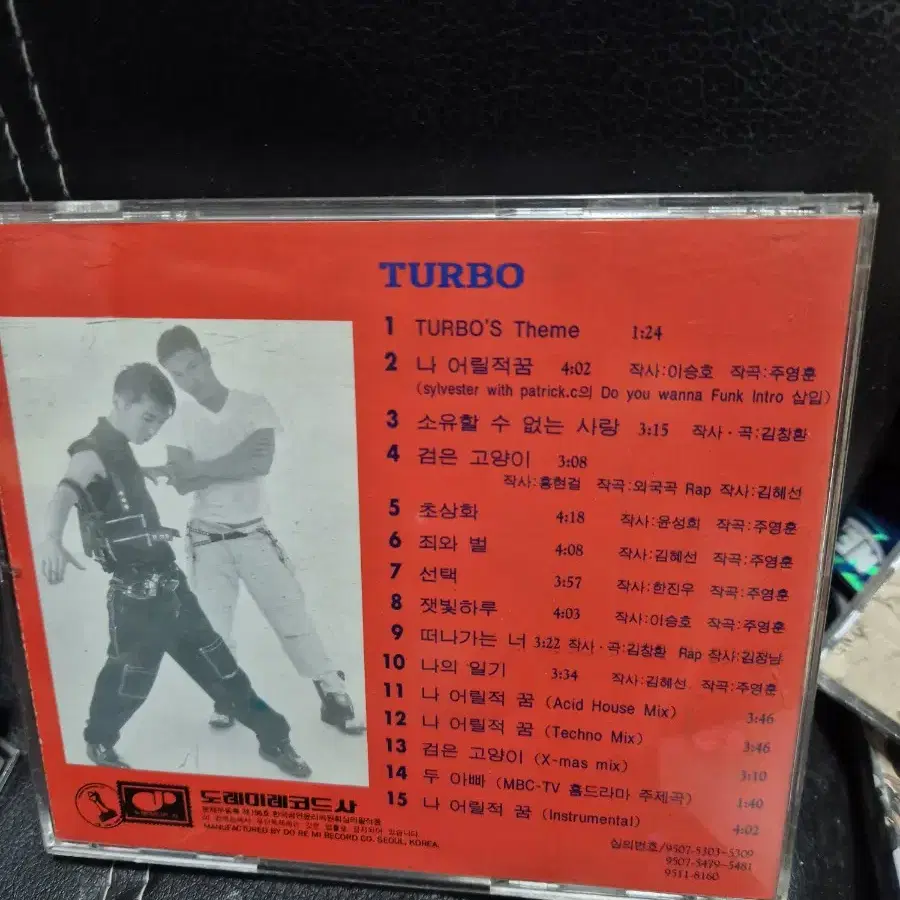 TURBO
1 TURBO'S Theme 1:24
2 나 어릴적꿈 4:02 작사:이승호 작곡:주영훈
(sylvester with patrick.c의 Do you wanna Funk Intro 삽입)
3 소유할 수 없는 사랑 3:15 작사·곡:김창환
4 검은 고양이 3:08
작사:홍현걸 작곡:외국곡 Rap 작사:김혜선
5 초상화 4:18 작사:윤성희 작곡:주영훈
6 죄와 벌 4:08 작사:김혜선 작곡:주영훈
7 선택 3:57 작사:한진우 작곡:주영훈
8 잿빛하루 4:03 작사:이승호 작곡:주영훈
9 떠나가는 너 3:22 작사·곡:김창환 Rap 작사:김정남
10 나의 일기 3:34 작사:김혜선 작곡:주영훈
11 나 어릴적 꿈 (Acid House Mix) 3:46
12 나 어릴적 꿈 (Techno Mix) 3:46
13 검은 고양이 (X-mas mix) 3:10
14 두 아빠 (MBC-TV 홈드라마 주제곡) 1:40
15 나 어릴적 꿈 (Instrumental) 4:02
도레미레코드사
MANUFACTURED BY DO RE MI RECORD CO. SEOUL, KOREA.
심의번호/9507-5303~5309
9507-5479~5481
9511-8160